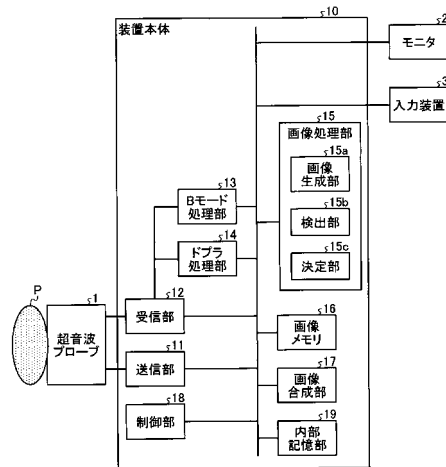 10
装置本体
2
モニタ
3
入力装置
15
画像処理部
15a
画像
生成部
15b
検出部
15c
決定部
13
Bモード
処理部
14
ドプラ
処理部
P
1
超音波
プローブ
12
受信部
11
送信部
18
制御部
16
画像
メモリ
17
画像
合成部
19
内部
記憶部